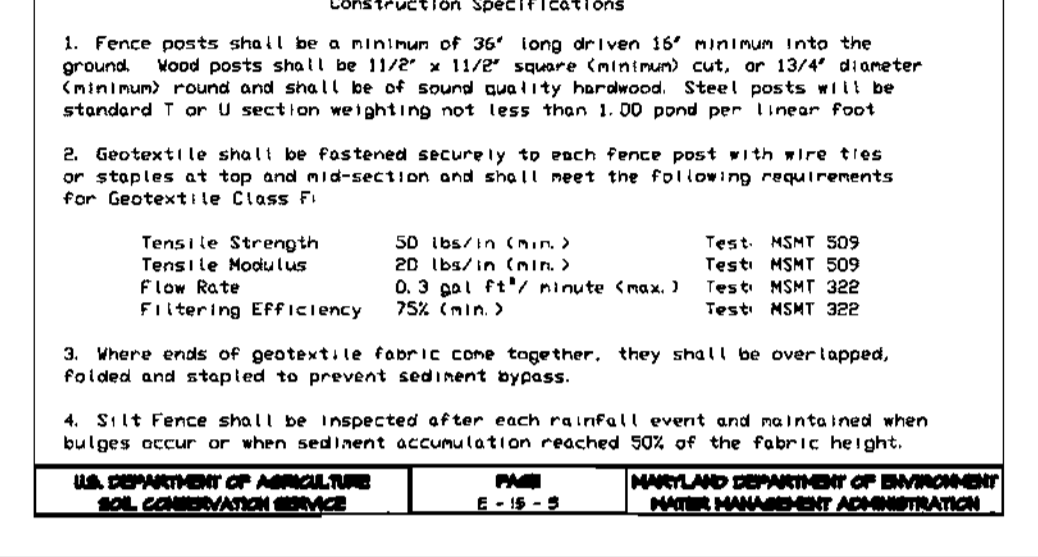 Construction Specifications
1. Fence posts shall be a minimum of 36" long driven 16" minimum into the
ground. Wood posts shall be 11/2" x 11/2" square (minimum) cut, or 13/4" diameter
(minimum) round and shall be of sound quality hardwood. Steel posts will be
standard T or U section weighting not less than 1.00 pond per linear foot
2. Geotextile shall be fastened securely to each fence post with wire ties
or staples at top and mid-section and shall meet the following requirements
for Geotextile Class F:
Tensile Strength 50 lbs/in (min.) Test: MSMT 509
Tensile Modulus 20 lbs/in (min.) Test: MSMT 509
Flow Rate 0.3 gal ft²/ minute (max.) Test: MSMT 322
Filtering Efficiency 75% (min.) Test: MSMT 322
3. Where ends of geotextile fabric come together, they shall be overlapped,
folded and stapled to prevent sediment bypass.
4. Silt Fence shall be inspected after each rainfall event and maintained when
bulges occur or when sediment accumulation reached 50% of the fabric height.
U.S. DEPARTMENT OF AGRICULTURE PAGE MARYLAND DEPARTMENT OF ENVIRONMENT
SOIL CONSERVATION SERVICE E - 15 - 3 WATER MANAGEMENT ADMINISTRATION